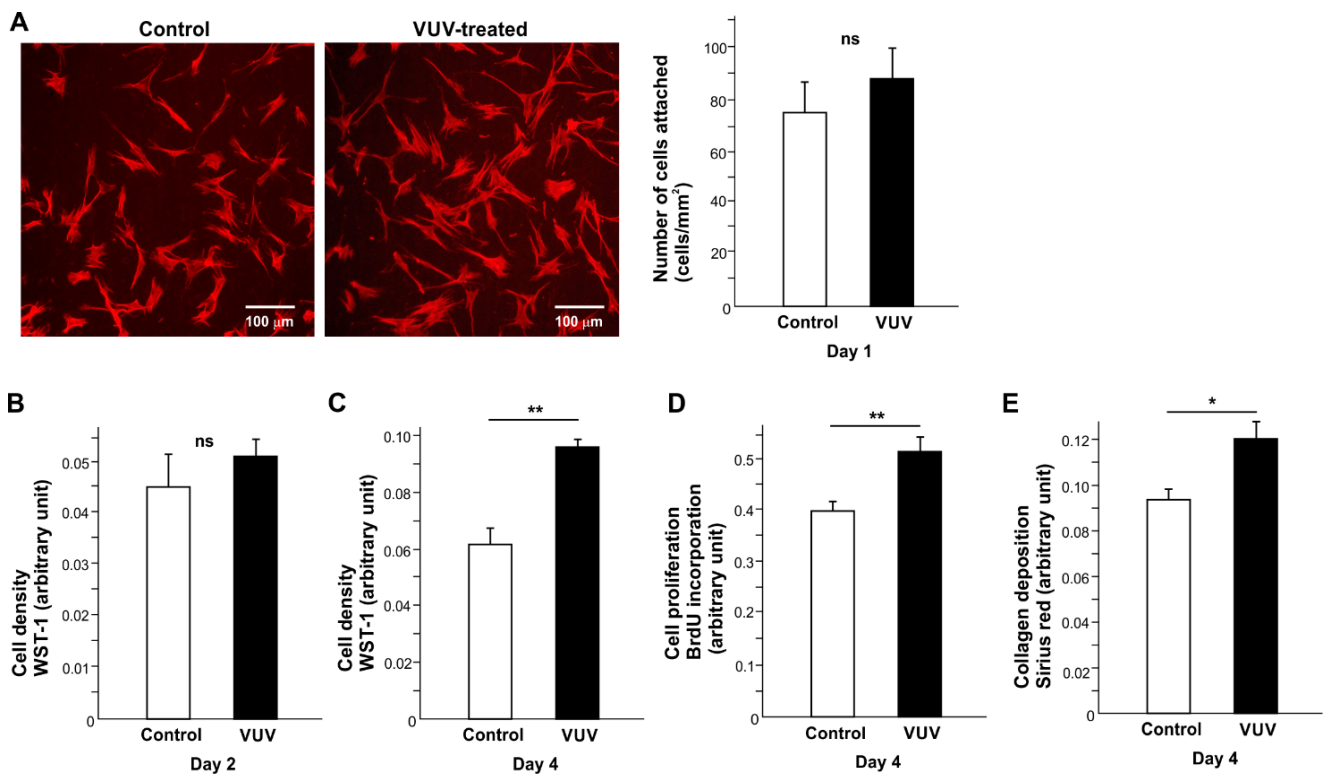 A
Control
VUV-treated
100 μm
100 μm
Number of cells attached
(cells/mm²)
100
80
60
40
20
0
ns
Control
VUV
Day 1
B
Cell density
WST-1 (arbitrary unit)
0.05
0.04
0.03
0.02
0.01
0
ns
Control
VUV
Day 2
C
Cell density
WST-1 (arbitrary unit)
0.10
0.08
0.06
0.04
0.02
0
**
Control
VUV
Day 4
D
Cell proliferation
BrdU incorporation
(arbitrary unit)
0.5
0.4
0.3
0.2
0.1
0
**
Control
VUV
Day 4
E
Collagen deposition
Sirius red (arbitrary unit)
0.12
0.10
0.08
0.06
0.04
0.02
0
*
Control
VUV
Day 4